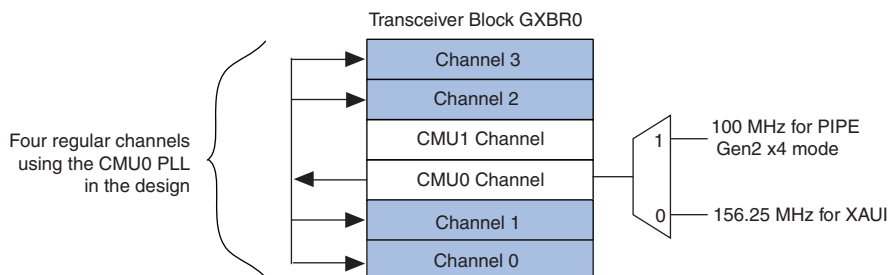 Transceiver Block GXBR0
Channel 3
Channel 2
CMU1 Channel
CMU0 Channel
Channel 1
Channel 0
Four regular channels
using the CMU0 PLL
in the design
1
0
100 MHz for PIPE
Gen2 x4 mode
156.25 MHz for XAUI